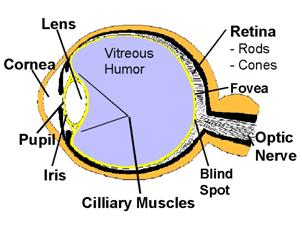 Lens
Cornea
Vitreous
Humor
Retina
- Rods
- Cones
Fovea
Pupil
Iris
Optic
Nerve
Blind
Spot
Cilliary Muscles